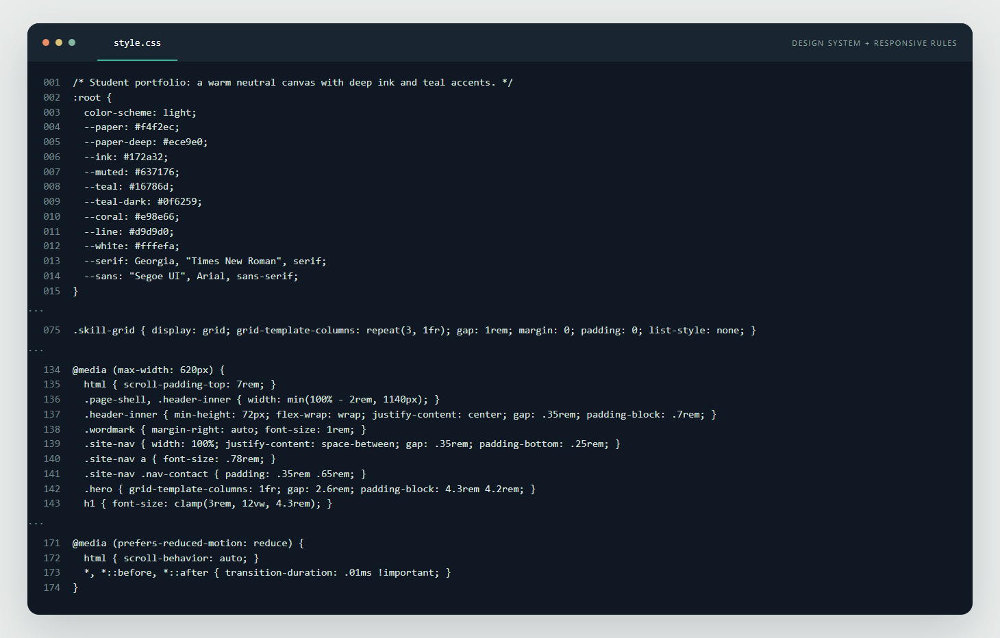 style.css
DESIGN SYSTEM + RESPONSIVE RULES
001 /* Student portfolio: a warm neutral canvas with deep ink and teal accents. */
002 :root {
003   color-scheme: light;
004   --paper: #f4f2ec;
005   --paper-deep: #ece9e0;
006   --ink: #172a32;
007   --muted: #637176;
008   --teal: #16786d;
009   --teal-dark: #0f6259;
010   --coral: #e98e66;
011   --line: #d9d9d0;
012   --white: #fffefa;
013   --serif: Georgia, "Times New Roman", serif;
014   --sans: "Segoe UI", Arial, sans-serif;
015 }
...
075 .skill-grid { display: grid; grid-template-columns: repeat(3, 1fr); gap: 1rem; margin: 0; padding: 0; list-style: none; }
...
134 @media (max-width: 620px) {
135   html { scroll-padding-top: 7rem; }
136   .page-shell, .header-inner { width: min(100% - 2rem, 1140px); }
137   .header-inner { min-height: 72px; flex-wrap: wrap; justify-content: center; gap: .35rem; padding-block: .7rem; }
138   .wordmark { margin-right: auto; font-size: 1rem; }
139   .site-nav { width: 100%; justify-content: space-between; gap: .35rem; padding-bottom: .25rem; }
140   .site-nav a { font-size: .78rem; }
141   .site-nav .nav-contact { padding: .35rem .65rem; }
142   .hero { grid-template-columns: 1fr; gap: 2.6rem; padding-block: 4.3rem 4.2rem; }
143   h1 { font-size: clamp(3rem, 12vw, 4.3rem); }
...
171 @media (prefers-reduced-motion: reduce) {
172   html { scroll-behavior: auto; }
173   *, *::before, *::after { transition-duration: .01ms !important; }
174 }